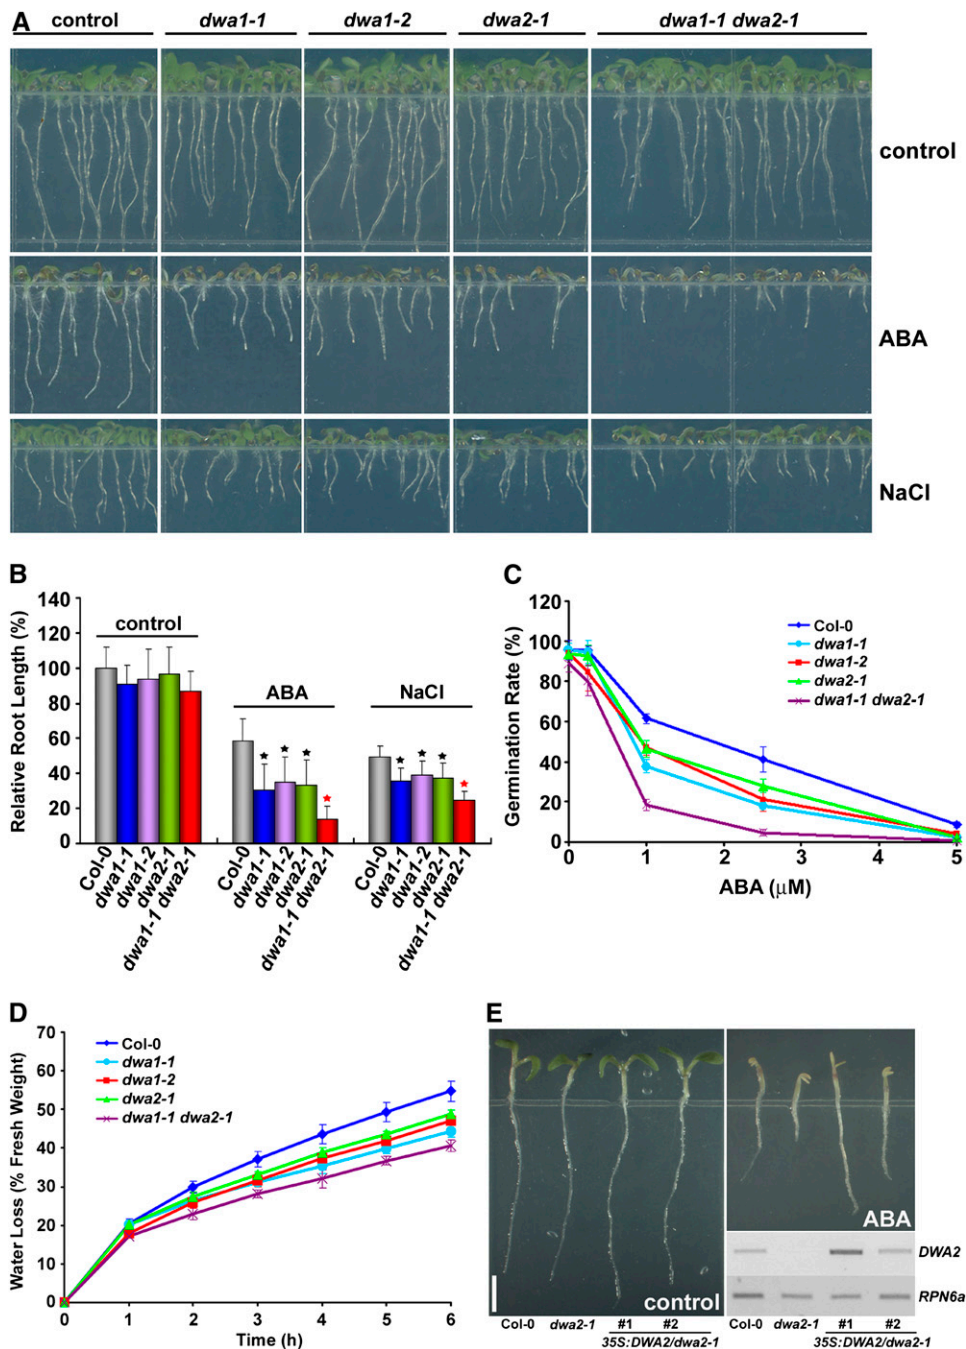 A
control dwa1-1 dwa1-2 dwa2-1 dwa1-1 dwa2-1
control
ABA
NaCl
B
Relative Root Length (%)
120
100
80
60
40
20
0
control
ABA
NaCl
Col-0 dwa1-1 dwa1-2 dwa2-1 dwa1-1 dwa2-1
Col-0 dwa1-1 dwa1-2 dwa2-1 dwa1-1 dwa2-1
Col-0 dwa1-1 dwa1-2 dwa2-1 dwa1-1 dwa2-1
C
Germination Rate (%)
120
100
80
60
40
20
0
0 1 2 3 4 5
ABA (µM)
Col-0
dwa1-1
dwa1-2
dwa2-1
dwa1-1 dwa2-1
D
Water Loss (% Fresh Weight)
70
60
50
40
30
20
10
0
0 1 2 3 4 5 6
Time (h)
Col-0
dwa1-1
dwa1-2
dwa2-1
dwa1-1 dwa2-1
E
control
ABA
DWA2
RPN6a
Col-0 dwa2-1 #1 #2
35S:DWA2/dwa2-1
Col-0 dwa2-1 #1 #2
35S:DWA2/dwa2-1